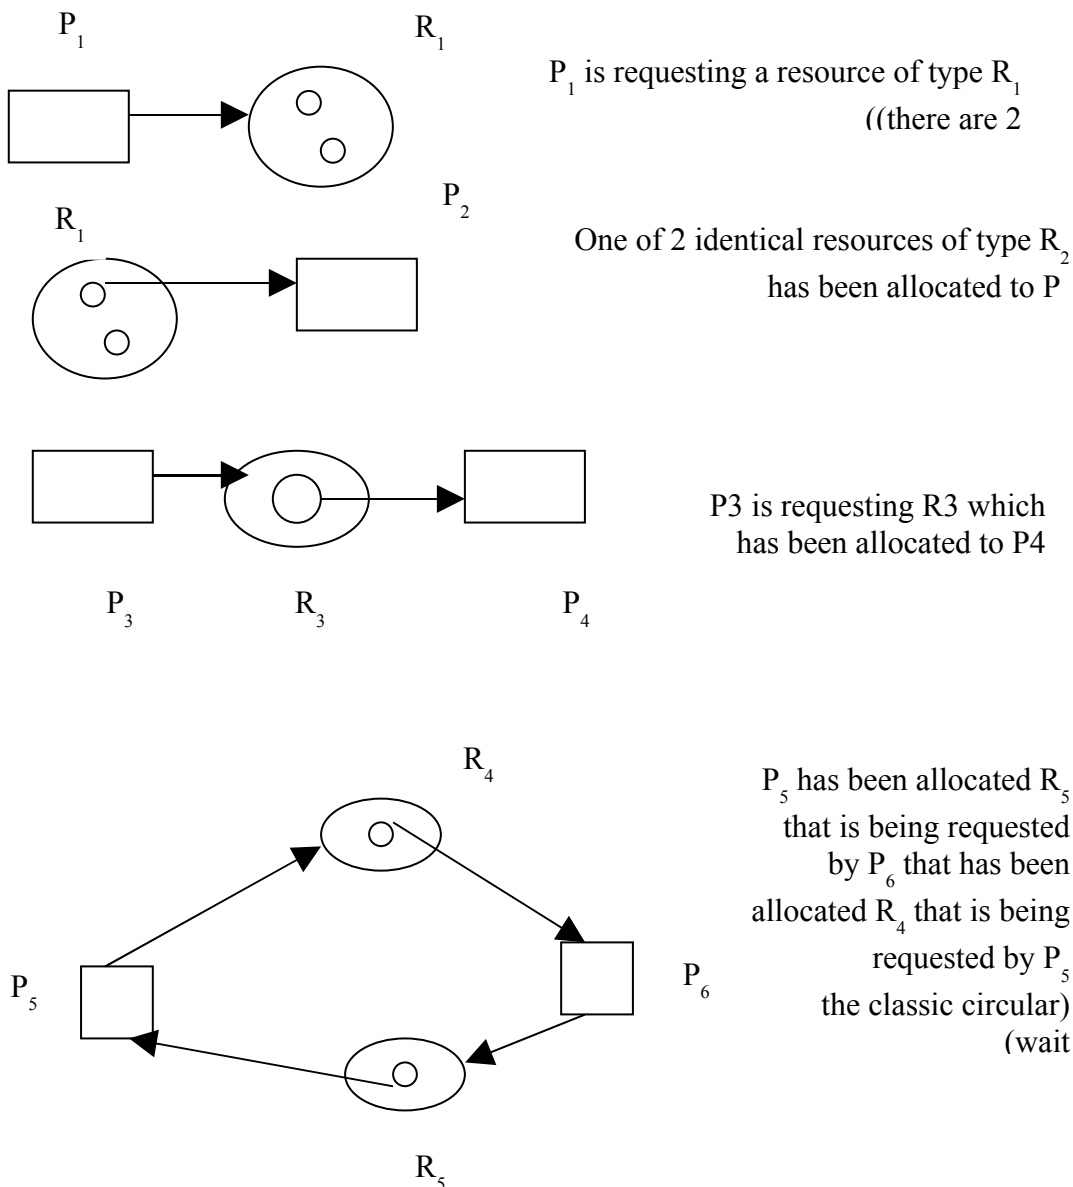 P₁
R₁
P₁ is requesting a resource of type R₁
((there are 2
R₁
P₂
One of 2 identical resources of type R₂
has been allocated to P
P3 is requesting R3 which
has been allocated to P4
P₃ R₃ P₄
R₄
P₅ has been allocated R₅
that is being requested
by P₆ that has been
allocated R₄ that is being
requested by P₅
the classic circular)
(wait
P₅
P₆
R₅